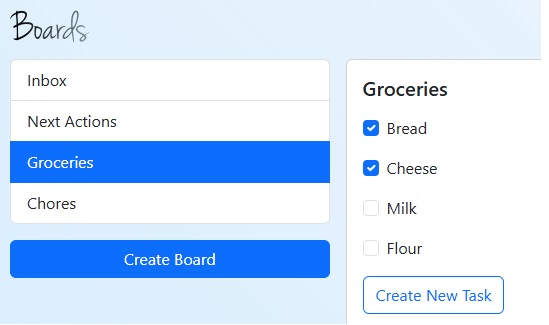 Boards
Inbox
Next Actions
Groceries
Chores
Create Board
Groceries
Bread
Cheese
Milk
Flour
Create New Task